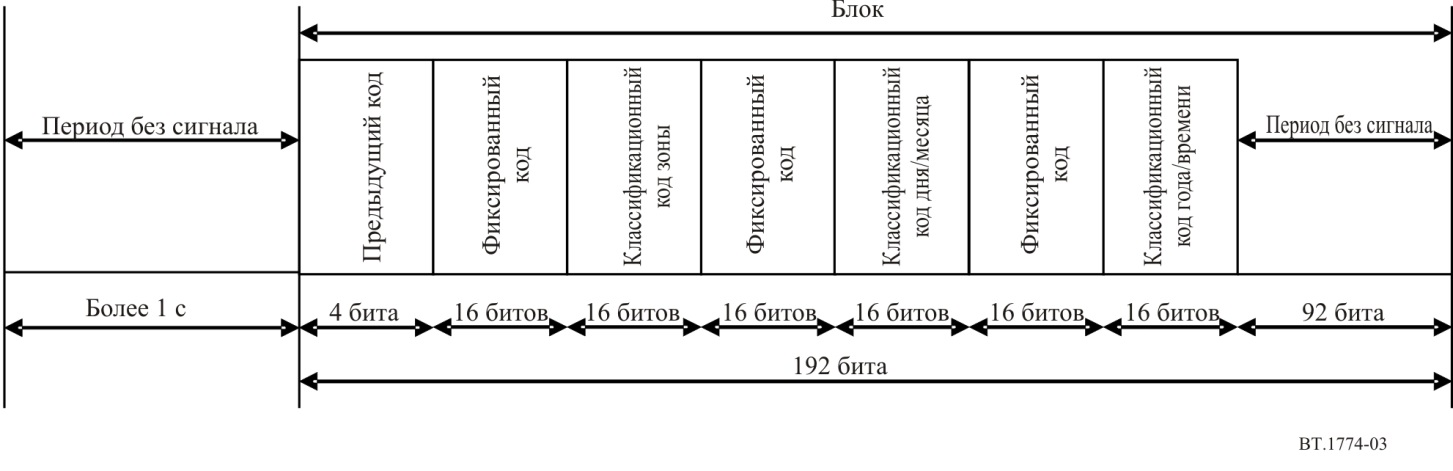 Блок
Период без сигнала
Предыдущий код
Фиксированный
код
Классификационный
код зоны
Фиксированный
код
Классификационный
код дня/месяца
Фиксированный
код
Классификационный
код года/времени
Период без сигнала
Более 1 с
4 бита
16 битов
16 битов
16 битов
16 битов
16 битов
16 битов
92 бита
192 бита
BT.1774-03